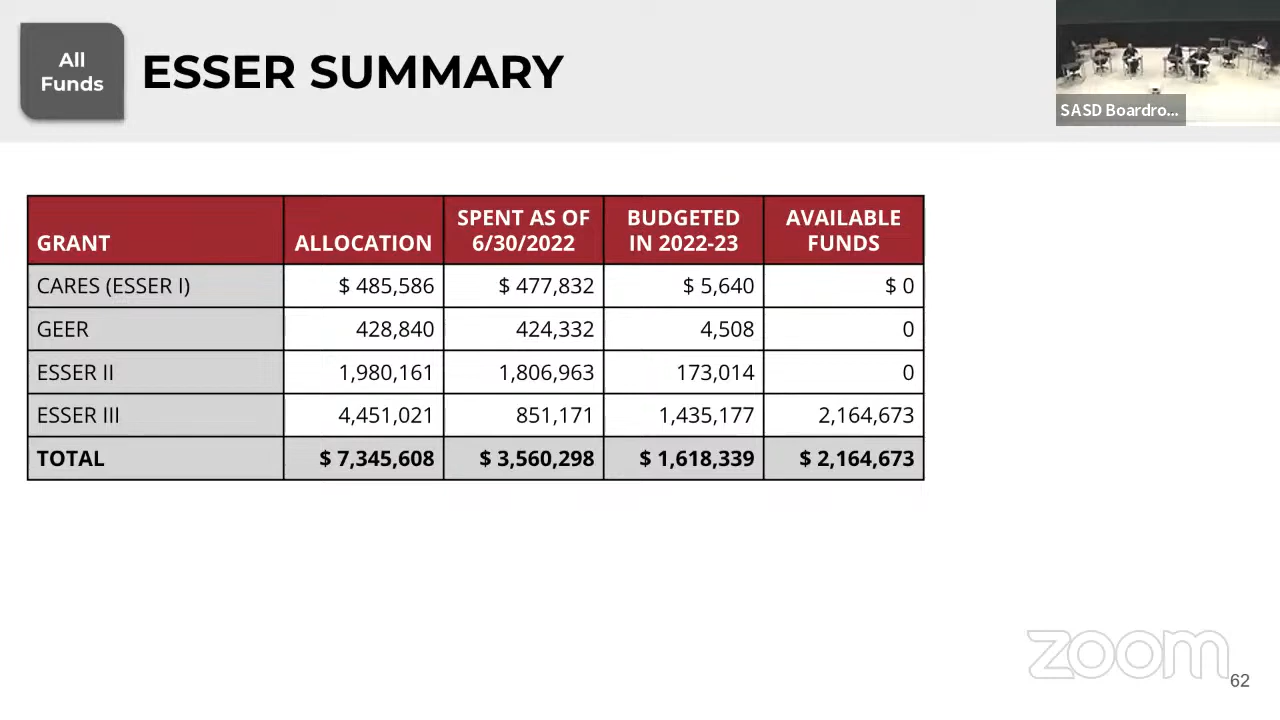 All
Funds
ESSER SUMMARY
SASD Boardro...
GRANT ALLOCATION SPENT AS OF 6/30/2022 BUDGETED IN 2022-23 AVAILABLE FUNDS
CARES (ESSER I) $ 485,586 $ 477,832 $ 5,640 $ 0
GEER 428,840 424,332 4,508 0
ESSER II 1,980,161 1,806,963 173,014 0
ESSER III 4,451,021 851,171 1,435,177 2,164,673
TOTAL $ 7,345,608 $ 3,560,298 $ 1,618,339 $ 2,164,673
zoom
62